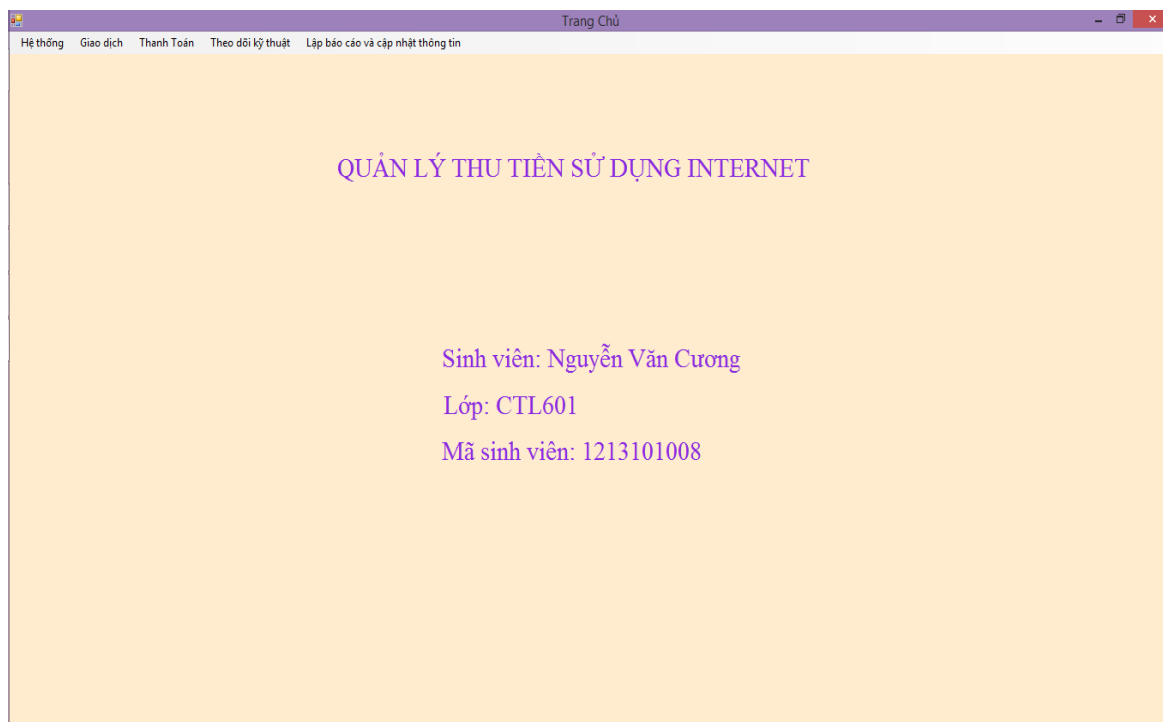 Trang Chủ
Hệ thống Giao dịch Thanh Toán Theo dõi kỹ thuật Lập báo cáo và cập nhật thông tin
QUẢN LÝ THU TIỀN SỬ DỤNG INTERNET
Sinh viên: Nguyễn Văn Cương
Lớp: CTL601
Mã sinh viên: 1213101008